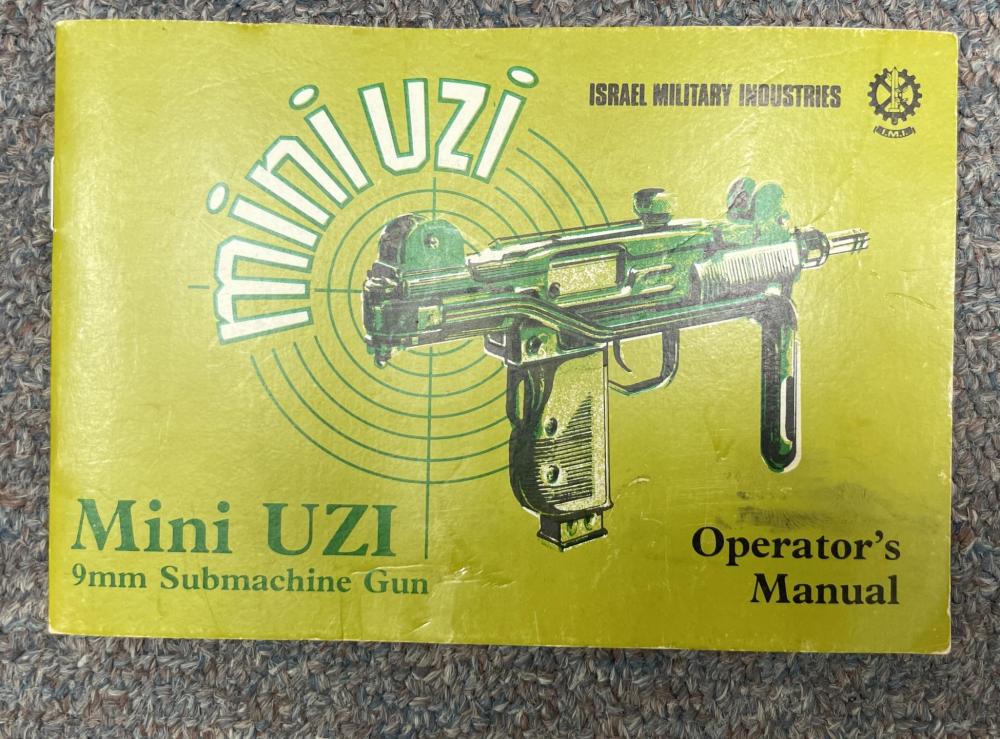 mini UZI
ISRAEL MILITARY INDUSTRIES
I.M.I.
Mini UZI
9mm Submachine Gun
Operator's
Manual